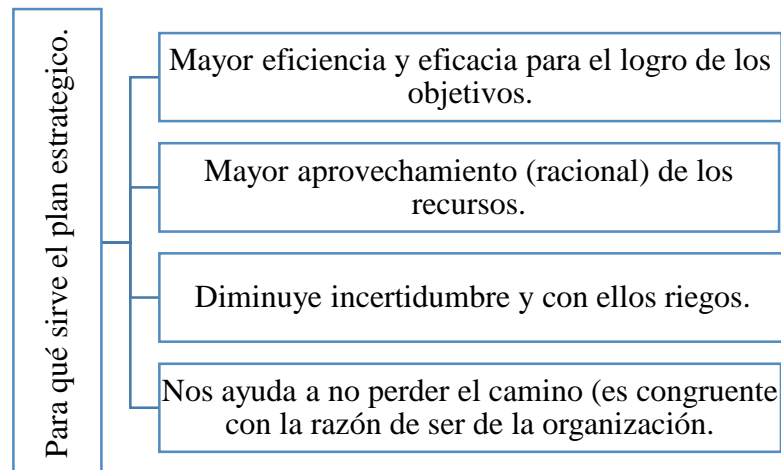 Para qué sirve el plan estrategico.
Mayor eficiencia y eficacia para el logro de los
objetivos.
Mayor aprovechamiento (racional) de los
recursos.
Diminuye incertidumbre y con ellos riegos.
Nos ayuda a no perder el camino (es congruente
con la razón de ser de la organización.